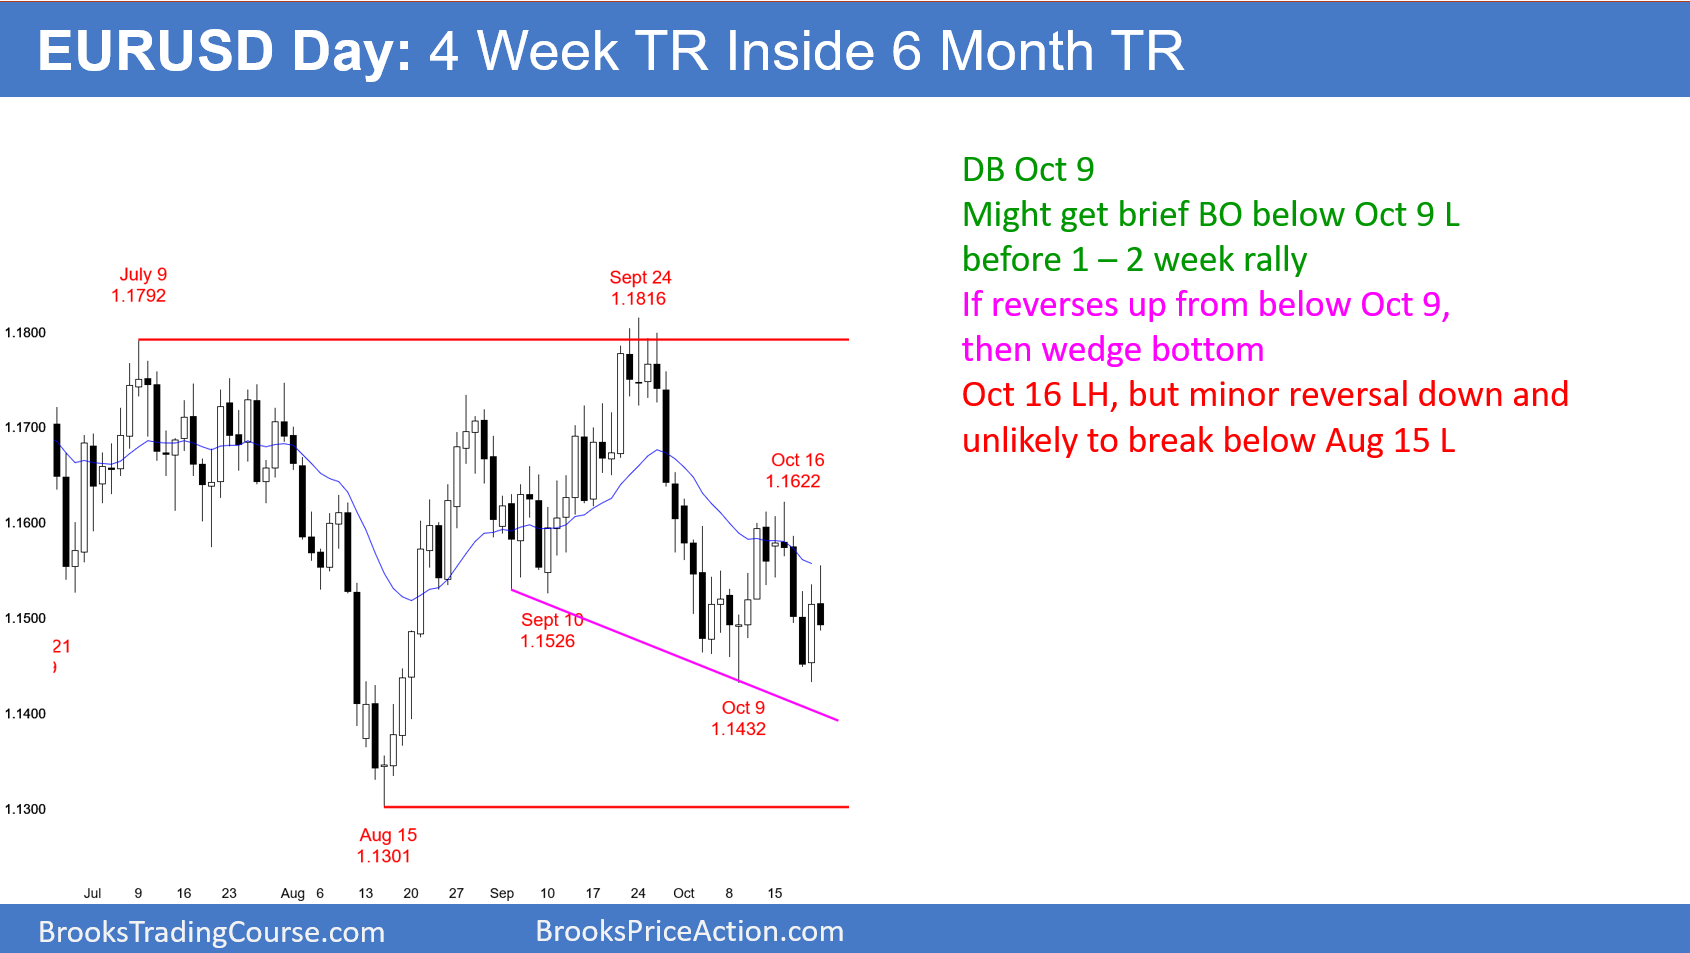 EURUSD Day: 4 Week TR Inside 6 Month TR
DB Oct 9
Might get brief BO below Oct 9 L
before 1 – 2 week rally
If reverses up from below Oct 9,
then wedge bottom
Oct 16 LH, but minor reversal down and
unlikely to break below Aug 15 L
July 9
1.1792
Sept 24
1.1816
Oct 16
1.1622
Sept 10
1.1526
Oct 9
1.1432
Aug 15
1.1301
21
9
1.1800
1.1700
1.1600
1.1500
1.1400
1.1300
Jul 9 16 23 Aug 6 13 20 27 Sep 10 17 24 Oct 8 15
BrooksTradingCourse.com
BrooksPriceAction.com